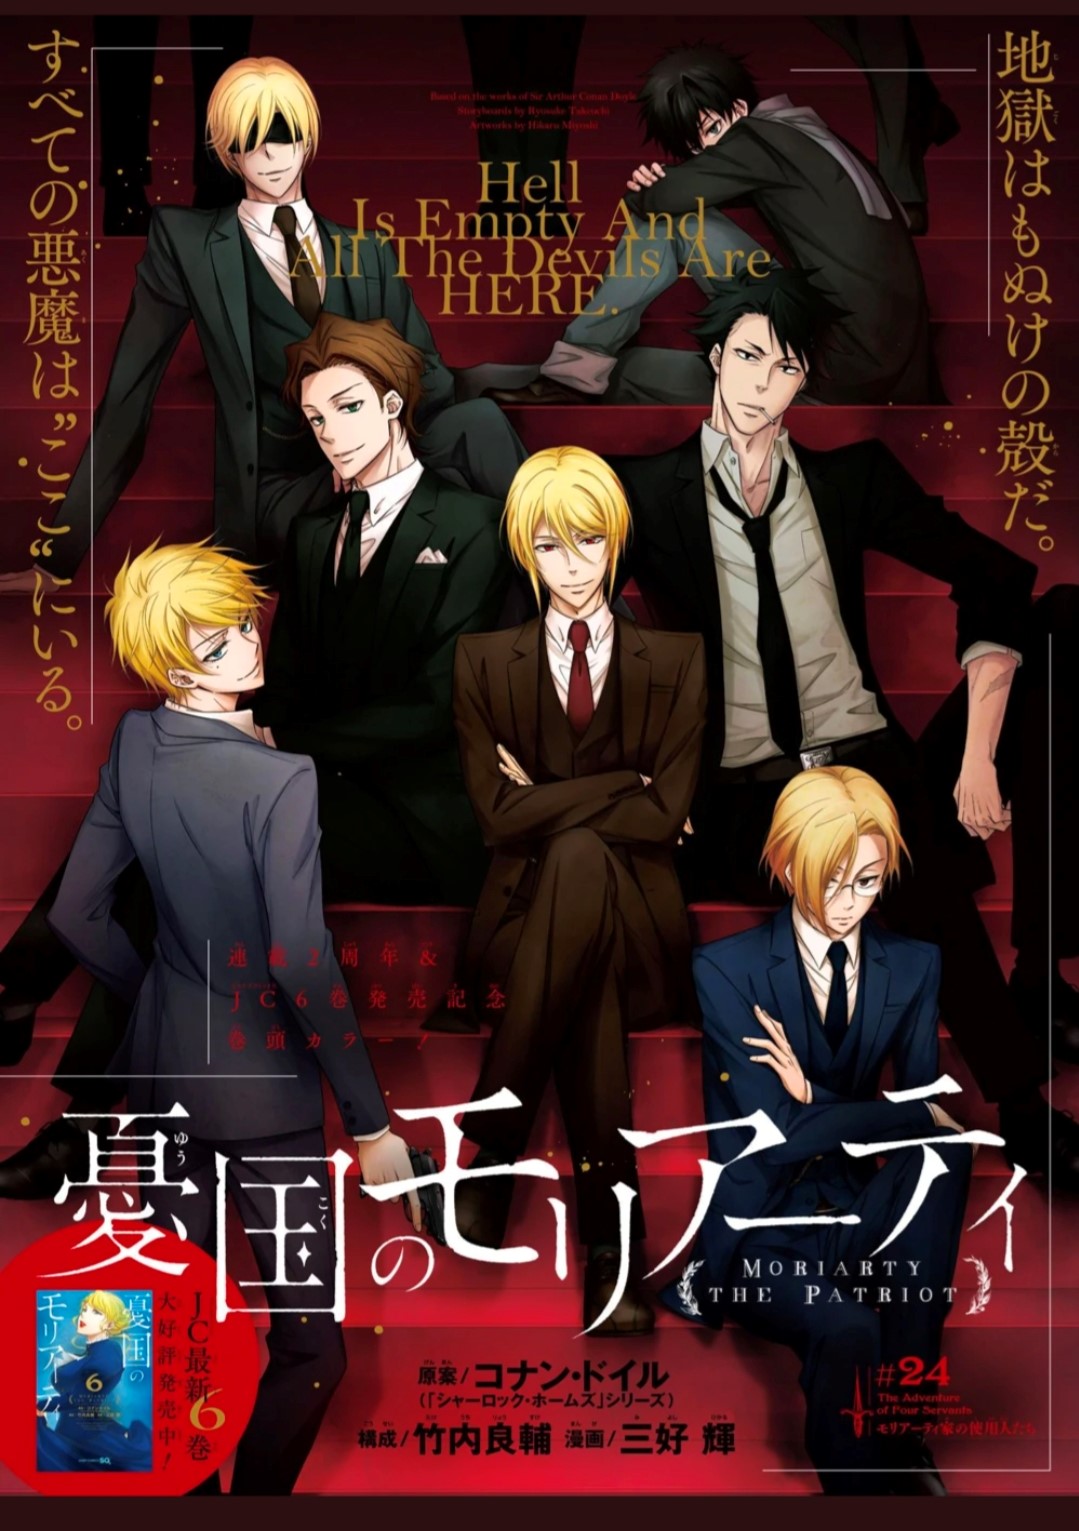 地獄はもぬけの殻だ。
すべての悪魔は”ここ“にいる。
Based on the works of Sir Arthur Conan Doyle
Storyboards by Ryosuke Takeuchi
Artworks by Hikaru Miyoshi
Hell
Is Empty And
All The Devils Are
HERE.
連載2周年&
JC6巻発売記念
巻頭カラー!
憂国のモリアーティ
ゆう
こく
MORIARTY
THE PATRIOT
JC最新6巻
大好評発売中!
憂国の
モリアーティ
6
原案/コナン・ドイル
(「シャーロック・ホームズ」シリーズ)
構成/竹内良輔 漫画/三好 輝
#24
The Adventure
of Four Servants
モリアーティ家の使用人たち